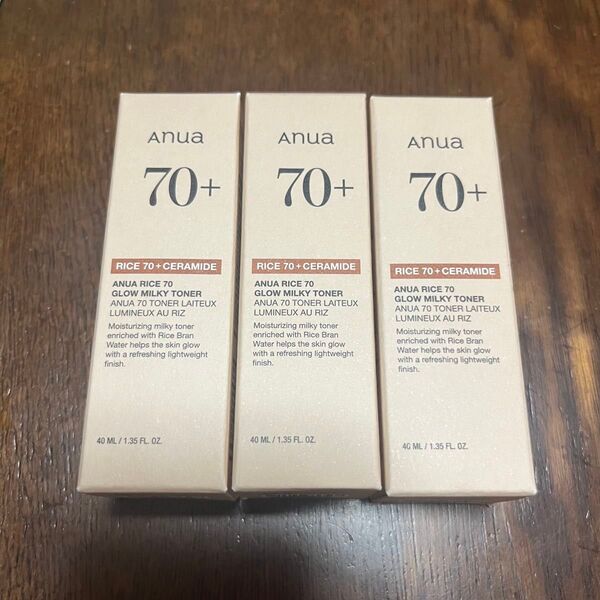 Anua
70+
RICE 70+CERAMIDE
ANUA RICE 70
GLOW MILKY TONER
ANUA 70 TONER LAITEUX
LUMINEUX AU RIZ
Moisturizing milky toner
enriched with Rice Bran
Water helps the skin glow
with a refreshing lightweight
finish.
40 ML / 1.35 FL. OZ.
Anua
70+
RICE 70+CERAMIDE
ANUA RICE 70
GLOW MILKY TONER
ANUA 70 TONER LAITEUX
LUMINEUX AU RIZ
Moisturizing milky toner
enriched with Rice Bran
Water helps the skin glow
with a refreshing lightweight
finish.
40 ML / 1.35 FL. OZ.
Anua
70+
RICE 70+CERAMIDE
ANUA RICE 70
GLOW MILKY TONER
ANUA 70 TONER LAITEUX
LUMINEUX AU RIZ
Moisturizing milky toner
enriched with Rice Bran
Water helps the skin glow
with a refreshing lightweight
finish.
40 ML / 1.35 FL. OZ.